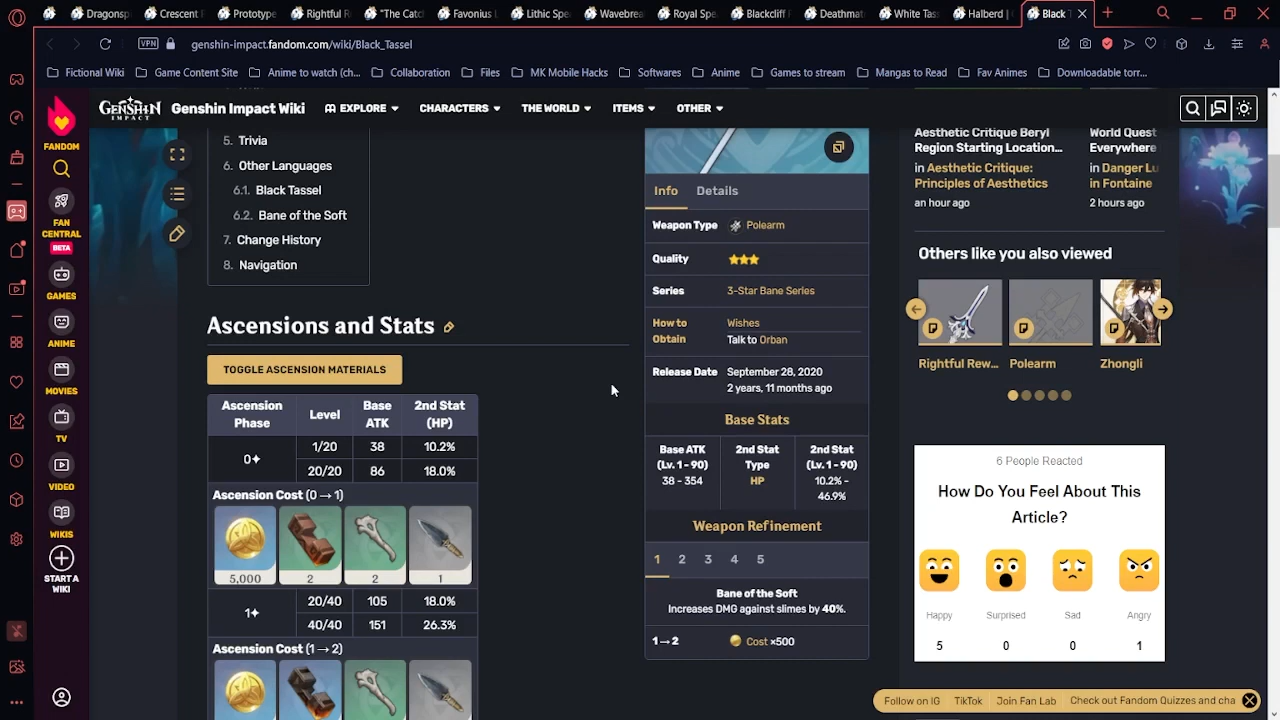 Dragonsp
Crescent P
Prototype
Rightful R
"The Catch
Favonius L
Lithic Spe
Wavebrea
Royal Spe
Blackcliff
Deathmat
White Tas
Halberd |
Black T
VPN
genshin-impact.fandom.com/wiki/Black_Tassel
Fictional Wiki
Game Content Site
Anime to watch (ch...
Collaboration
Files
MK Mobile Hacks
Softwares
Anime
Games to stream
Mangas to Read
Fav Animes
Downloadable torr...
FANDOM
FAN CENTRAL
BETA
GAMES
ANIME
MOVIES
TV
VIDEO
WIKIS
START A WIKI
GENSHIN IMPACT
Genshin Impact Wiki
EXPLORE
CHARACTERS
THE WORLD
ITEMS
OTHER
5. Trivia
6. Other Languages
6.1. Black Tassel
6.2. Bane of the Soft
7. Change History
8. Navigation
Ascensions and Stats
TOGGLE ASCENSION MATERIALS
Ascension Phase Level Base ATK 2nd Stat (HP)
0✦ 1/20 38 10.2%
20/20 86 18.0%
Ascension Cost (0 → 1)
5,000 2 2 1
1✦ 20/40 105 18.0%
40/40 151 26.3%
Ascension Cost (1 → 2)
Info Details
Weapon Type Polearm
Quality
Series 3-Star Bane Series
How to Obtain Wishes
Talk to Orban
Release Date September 28, 2020
2 years, 11 months ago
Base Stats
Base ATK (Lv. 1 - 90) 38 - 354
2nd Stat Type HP
2nd Stat (Lv. 1 - 90) 10.2% - 46.9%
Weapon Refinement
1 2 3 4 5
Bane of the Soft
Increases DMG against slimes by 40%.
1→2 Cost ×500
Aesthetic Critique Beryl
Region Starting Location...
in Aesthetic Critique:
Principles of Aesthetics
an hour ago
World Quest
Everywhere
in Danger Lu
in Fontaine
2 hours ago
Others like you also viewed
Rightful Rew...
Polearm
Zhongli
6 People Reacted
How Do You Feel About This
Article?
Happy Surprised Sad Angry
5 0 0 1
Follow on IG TikTok Join Fan Lab Check out Fandom Quizzes and cha